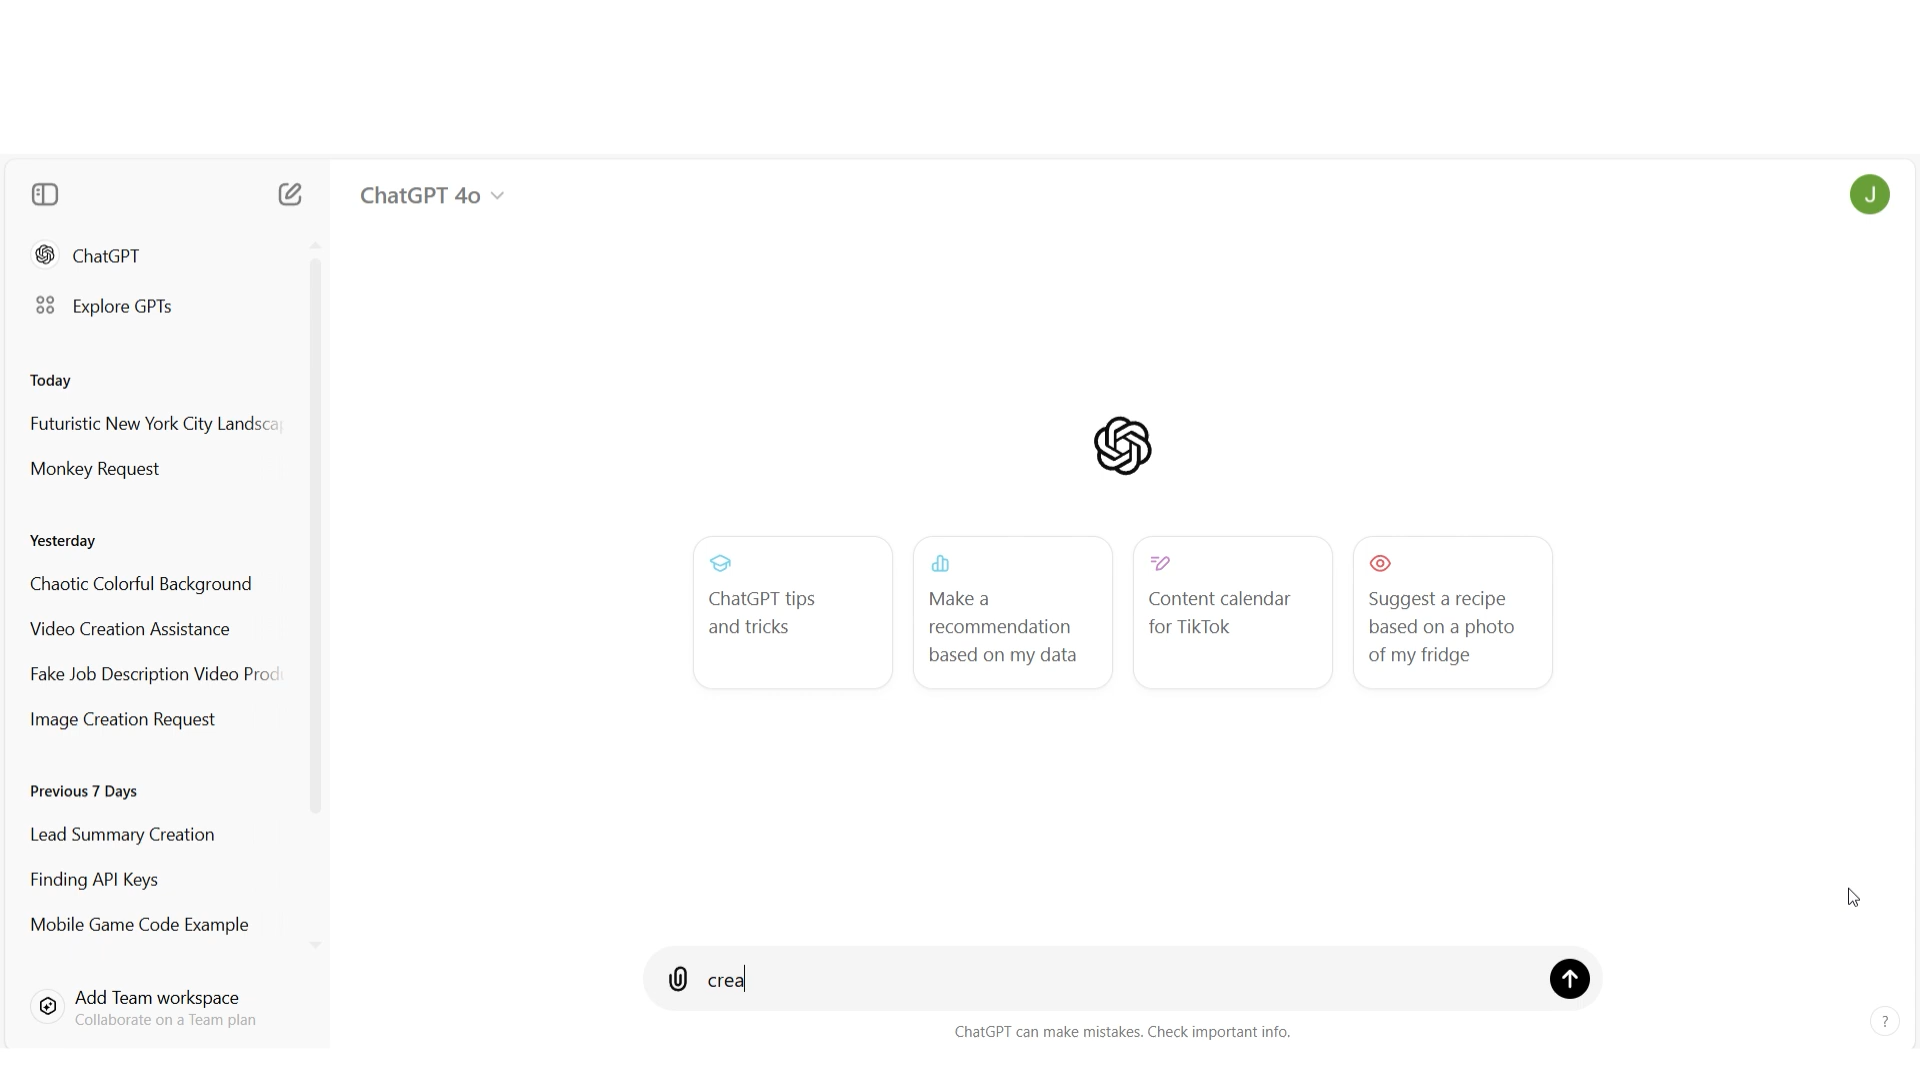 ChatGPT 4o
J
ChatGPT
Explore GPTs
Today
Futuristic New York City Landsca
Monkey Request
Yesterday
Chaotic Colorful Background
Video Creation Assistance
Fake Job Description Video Prod
Image Creation Request
Previous 7 Days
Lead Summary Creation
Finding API Keys
Mobile Game Code Example
Add Team workspace
Collaborate on a Team plan
ChatGPT tips
and tricks
Make a
recommendation
based on my data
Content calendar
for TikTok
Suggest a recipe
based on a photo
of my fridge
crea
ChatGPT can make mistakes. Check important info.
?